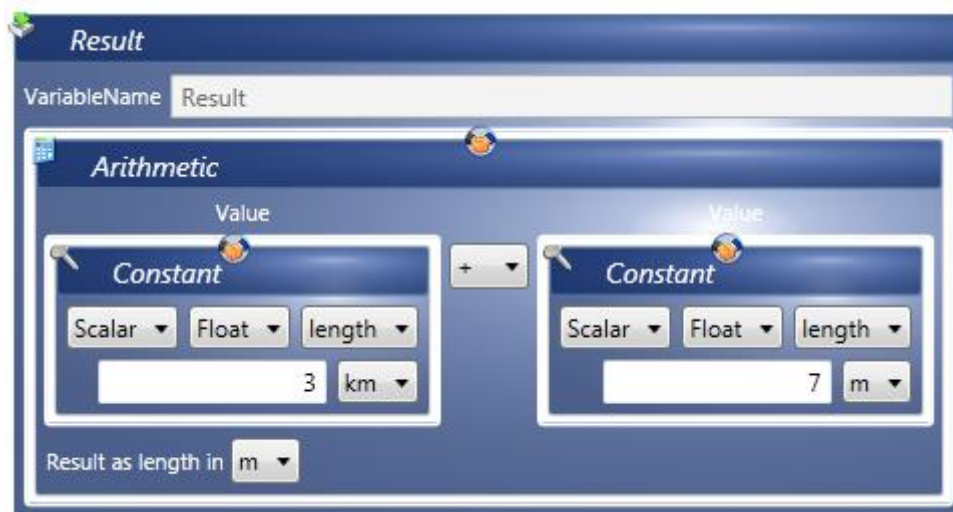 Result
VariableName Result
Arithmetic
Value Value
Constant + Constant
Scalar Float length Scalar Float length
3 km 7 m
Result as length in m